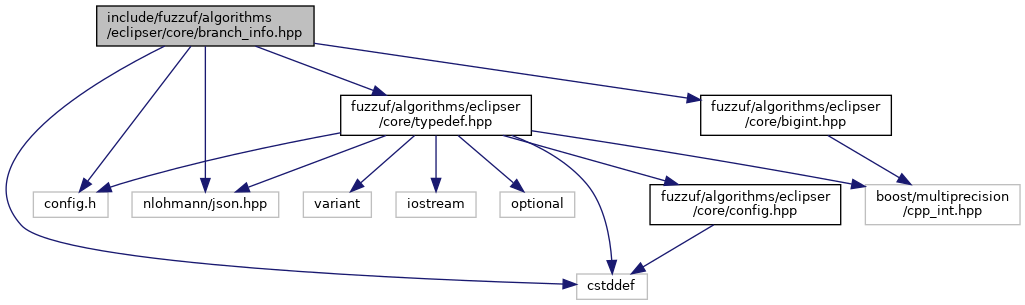 include/fuzzuf/algorithms
/eclipser/core/branch_info.hpp
fuzzuf/algorithms/eclipser
/core/typedef.hpp
fuzzuf/algorithms/eclipser
/core/bigint.hpp
config.h
nlohmann/json.hpp
variant
iostream
optional
fuzzuf/algorithms/eclipser
/core/config.hpp
boost/multiprecision
/cpp_int.hpp
cstddef